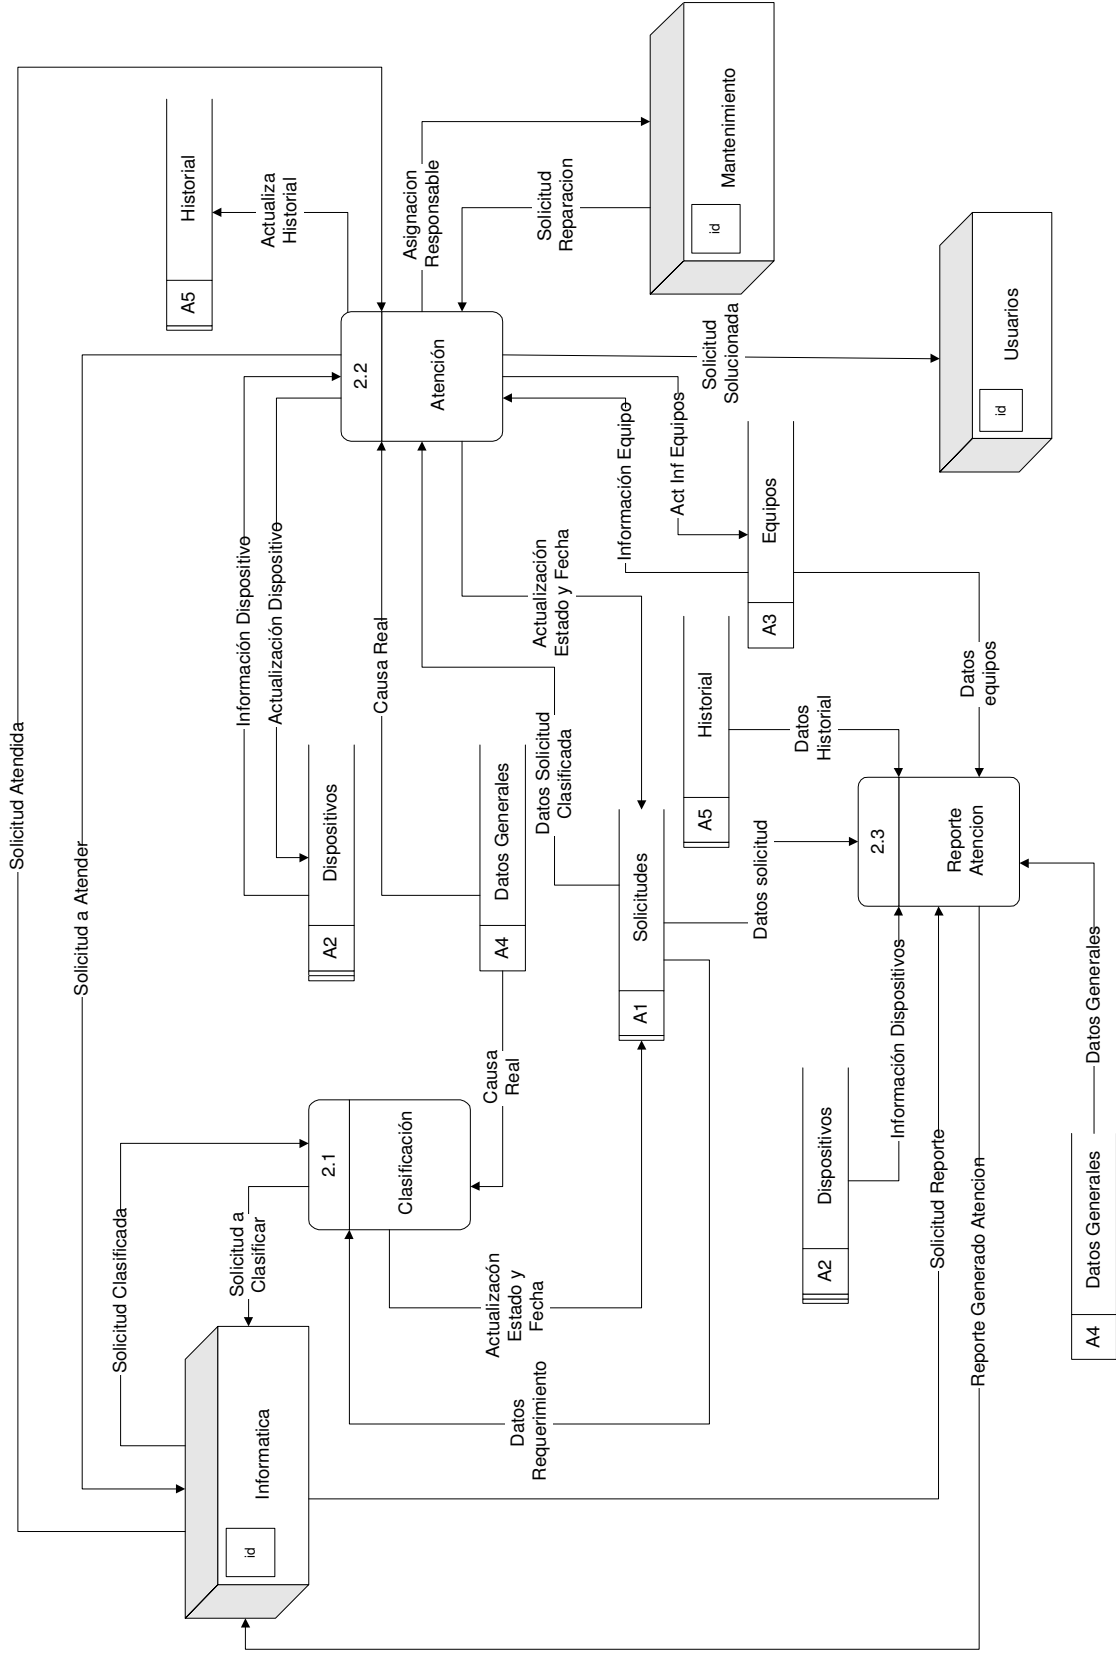 Solicitud Atendida
Solicitud a Atender
Solicitud Clasificada
Solicitud a
Clasificar
Informatica
id
2.1
Clasificación
Actualizacón
Estado y
Fecha
Datos
Requerimiento
Causa
Real
Información Dispositivo
Actualización Dispositivo
A2
Dispositivos
Causa Real
A4
Datos Generales
Datos Solicitud
Clasificada
A1
Solicitudes
Actualización
Estado y Fecha
A5
Historial
Actualiza
Historial
2.2
Atención
Asignacion
Responsable
Solicitud
Reparacion
id
Mantenimiento
Solicitud
Solucionada
id
Usuarios
Información Equipo
Act Inf Equipos
A3
Equipos
A5
Historial
Datos
Historial
Datos
equipos
Datos solicitud
2.3
Reporte
Atencion
A2
Dispositivos
Información Dispositivos
Solicitud Reporte
Reporte Generado Atencion
A4
Datos Generales
Datos Generales